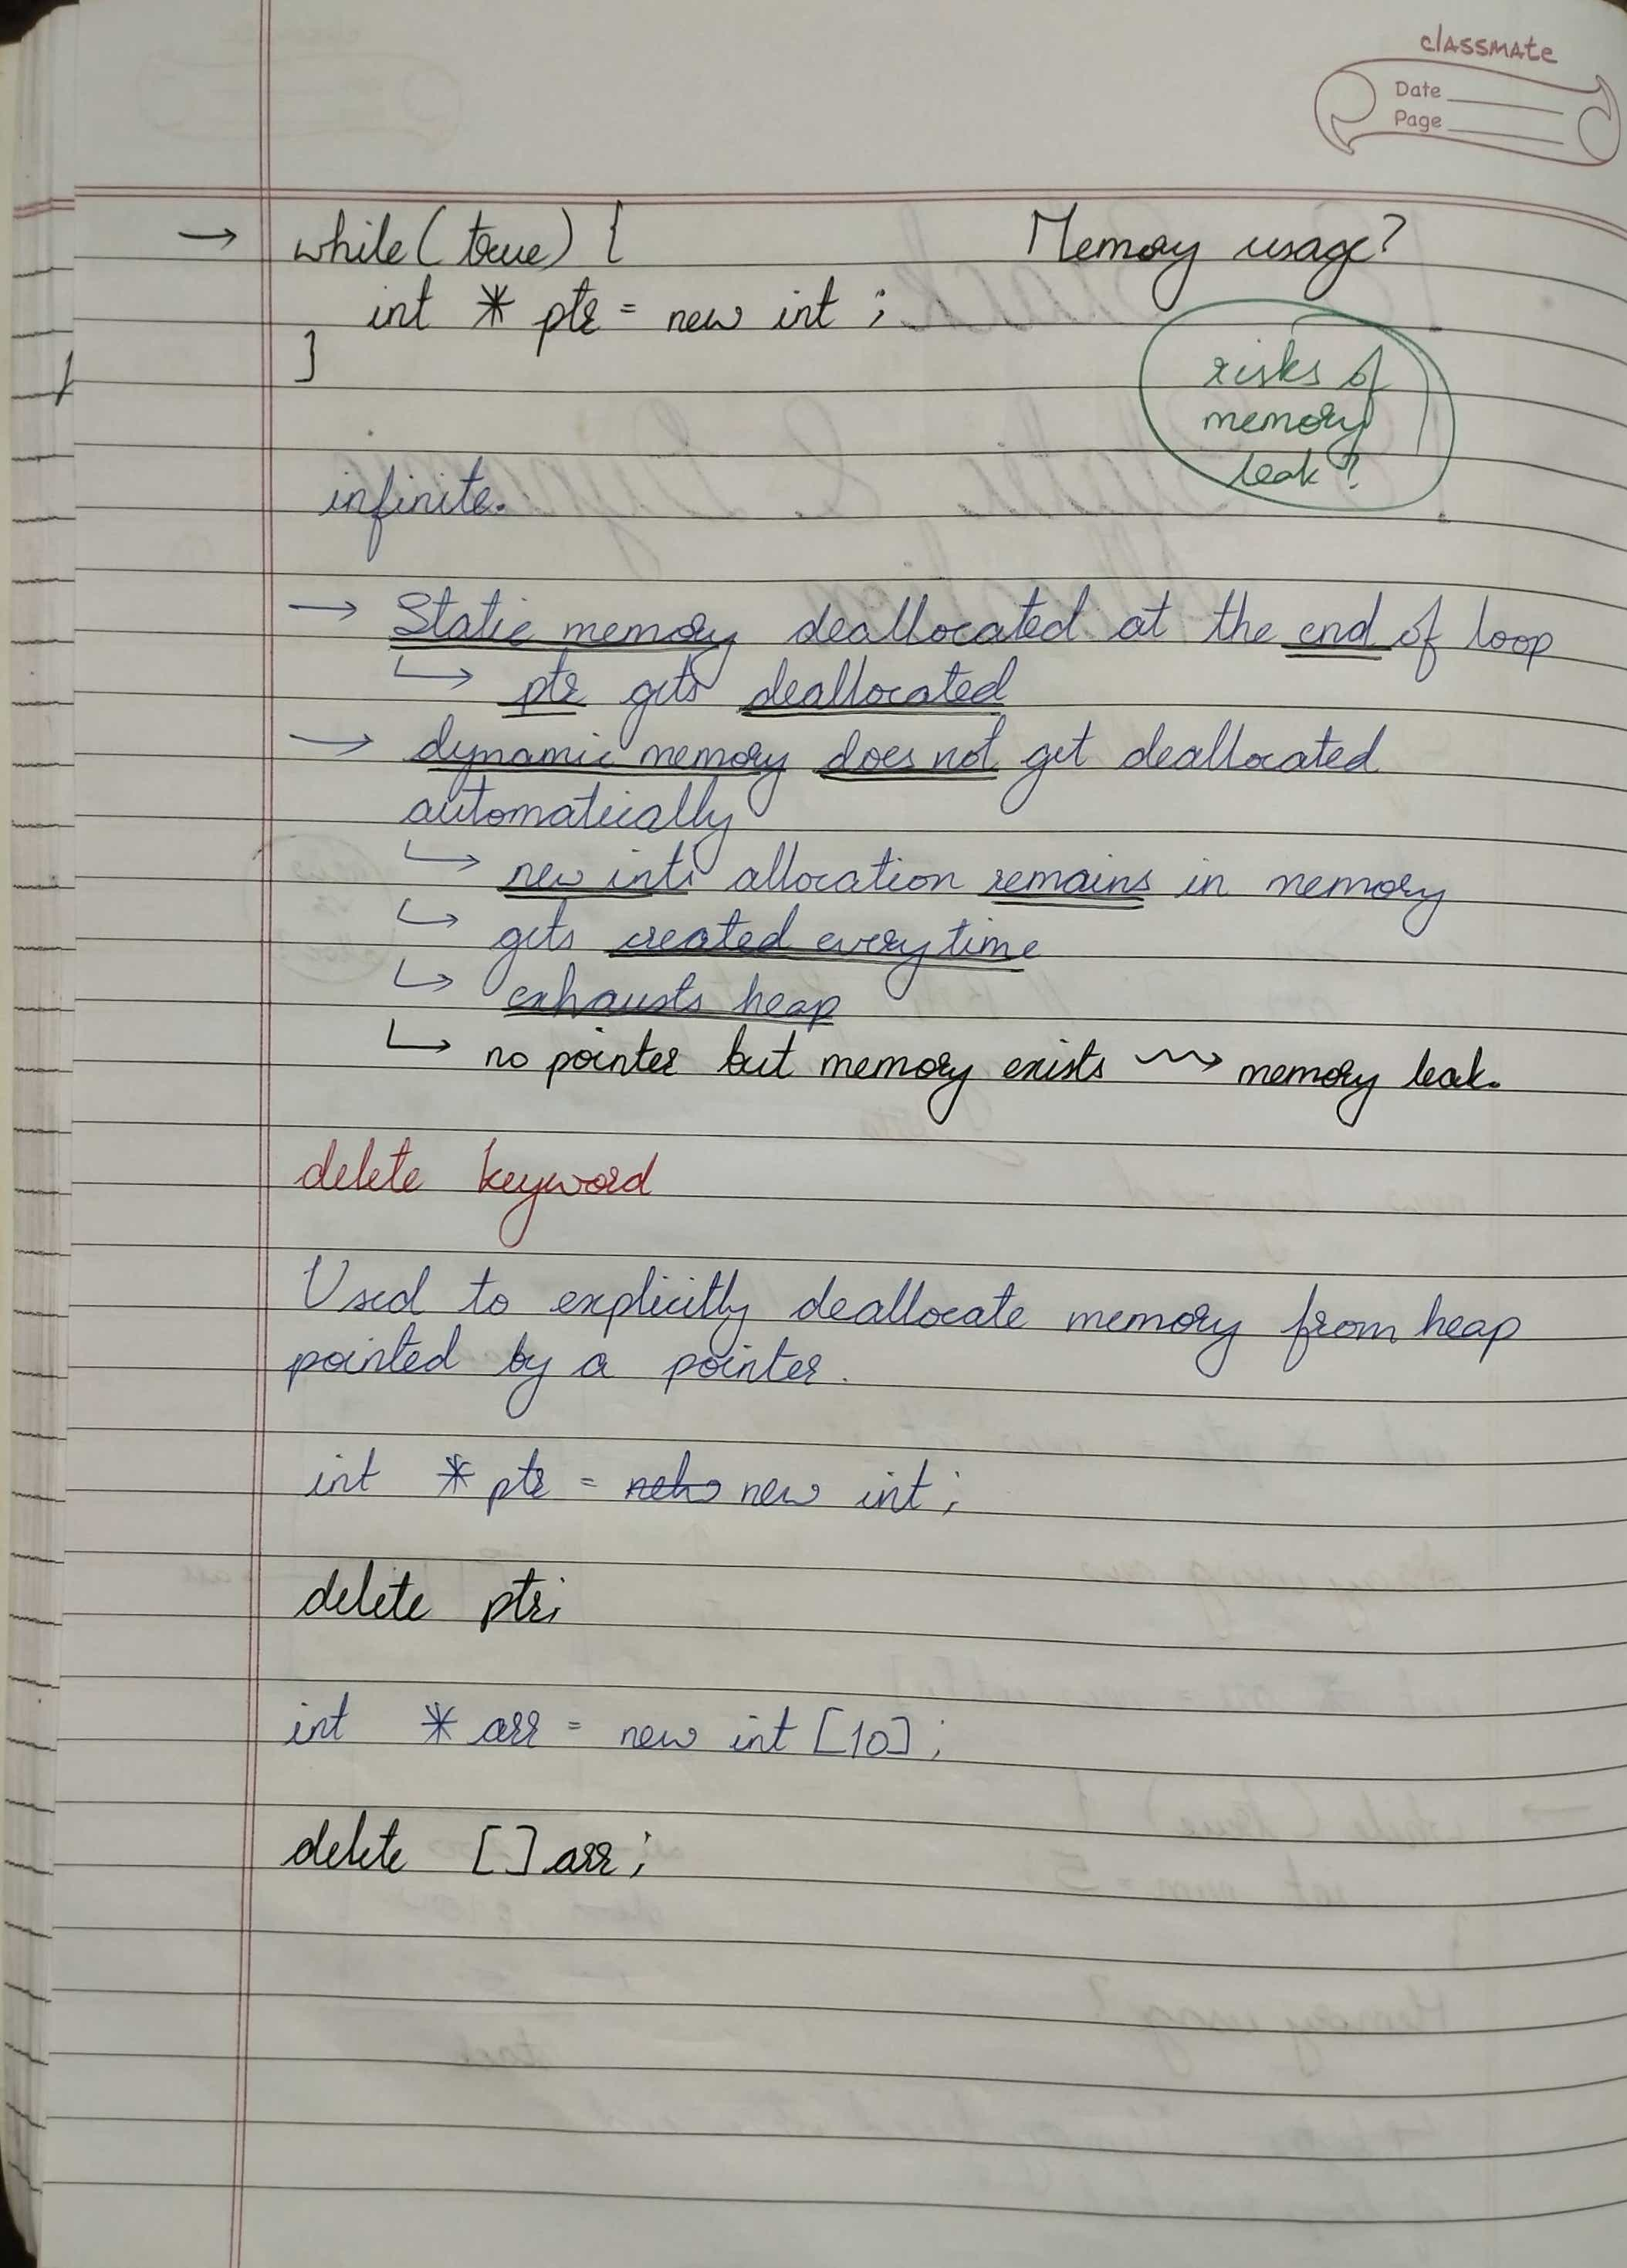 classmate
Date
Page
→ while(true) { Memory usage?
int * ptr = new int ;
}
risks of
memory
leak?
infinite.
→ Static memory deallocated at the end of loop
↳ ptr gets deallocated
→ dynamic memory does not get deallocated
automatically
↳ new int's allocation remains in memory
↳ gets created everytime
↳ exhausts heap
↳ no pointer but memory exists ⇝ memory leak.
delete keyword
Used to explicitly deallocate memory from heap
pointed by a pointer.
int * ptr = new int;
delete ptr;
int * arr = new int [10];
delete [] arr;